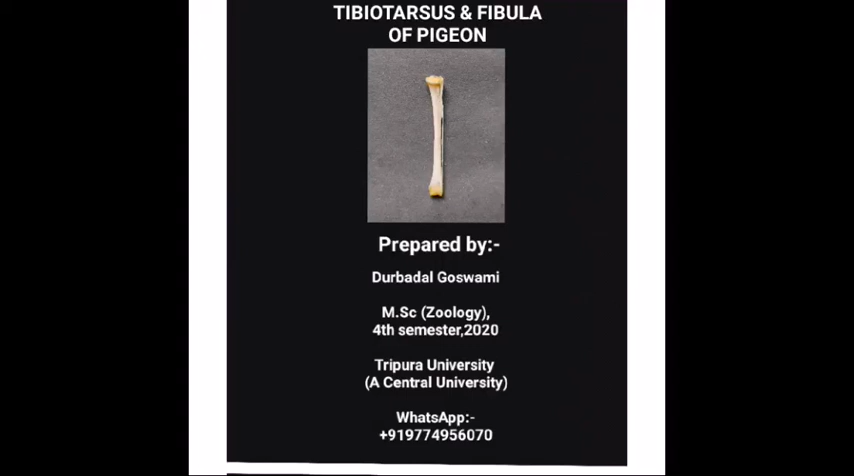 TIBIOTARSUS & FIBULA
OF PIGEON
Prepared by:-
Durbadal Goswami
M.Sc (Zoology),
4th semester,2020
Tripura University
(A Central University)
WhatsApp:-
+919774956070